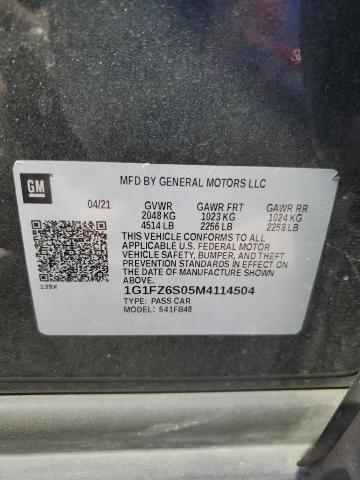 GM
MFD BY GENERAL MOTORS LLC
04/21 GVWR GAWR FRT GAWR RR
2048 KG 1023 KG 1024 KG
4514 LB 2256 LB 2258 LB
THIS VEHICLE CONFORMS TO ALL
APPLICABLE U.S. FEDERAL MOTOR
VEHICLE SAFETY, BUMPER, AND THEFT
PREVENTION STANDARDS IN EFFECT ON
THE DATE OF MANUFACTURE SHOWN
ABOVE.
139X 1G1FZ6S05M4114504
TYPE: PASS CAR
MODEL: 541FB48